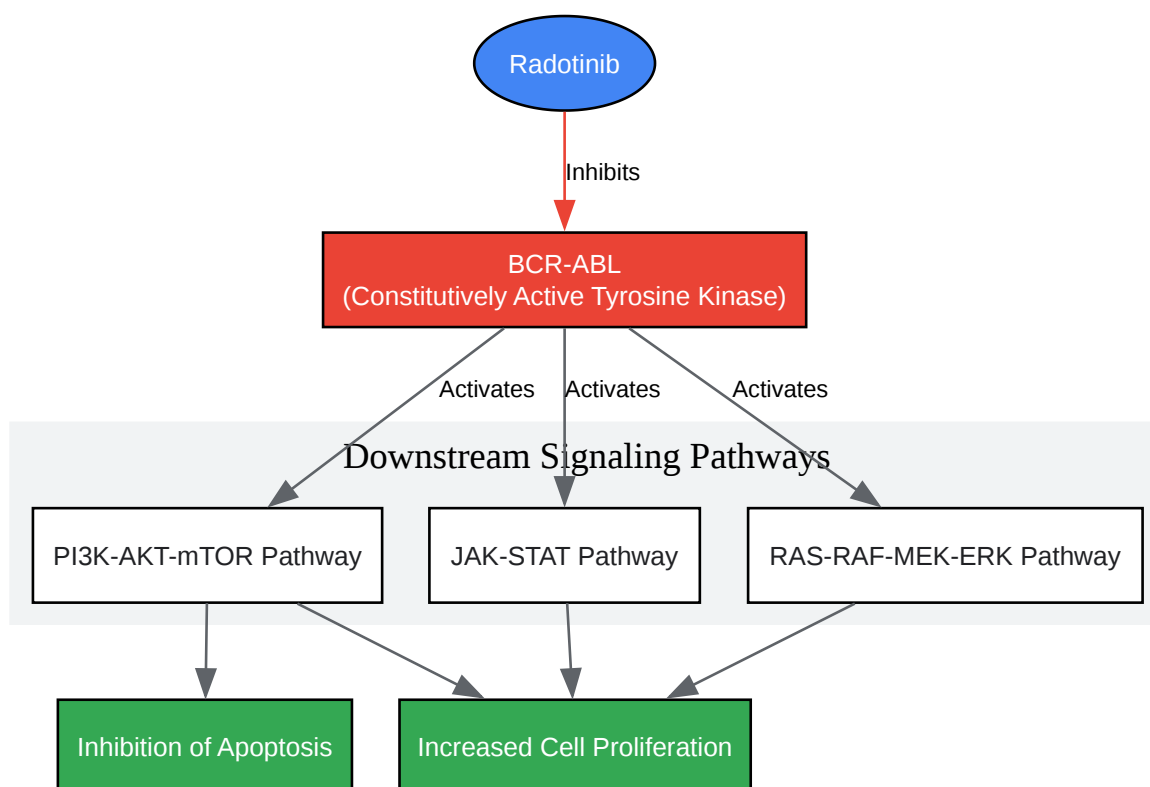 Radotinib
Inhibits
BCR-ABL
(Constitutively Active Tyrosine Kinase)
Activates
Activates
Activates
Downstream Signaling Pathways
PI3K-AKT-mTOR Pathway
JAK-STAT Pathway
RAS-RAF-MEK-ERK Pathway
Inhibition of Apoptosis
Increased Cell Proliferation